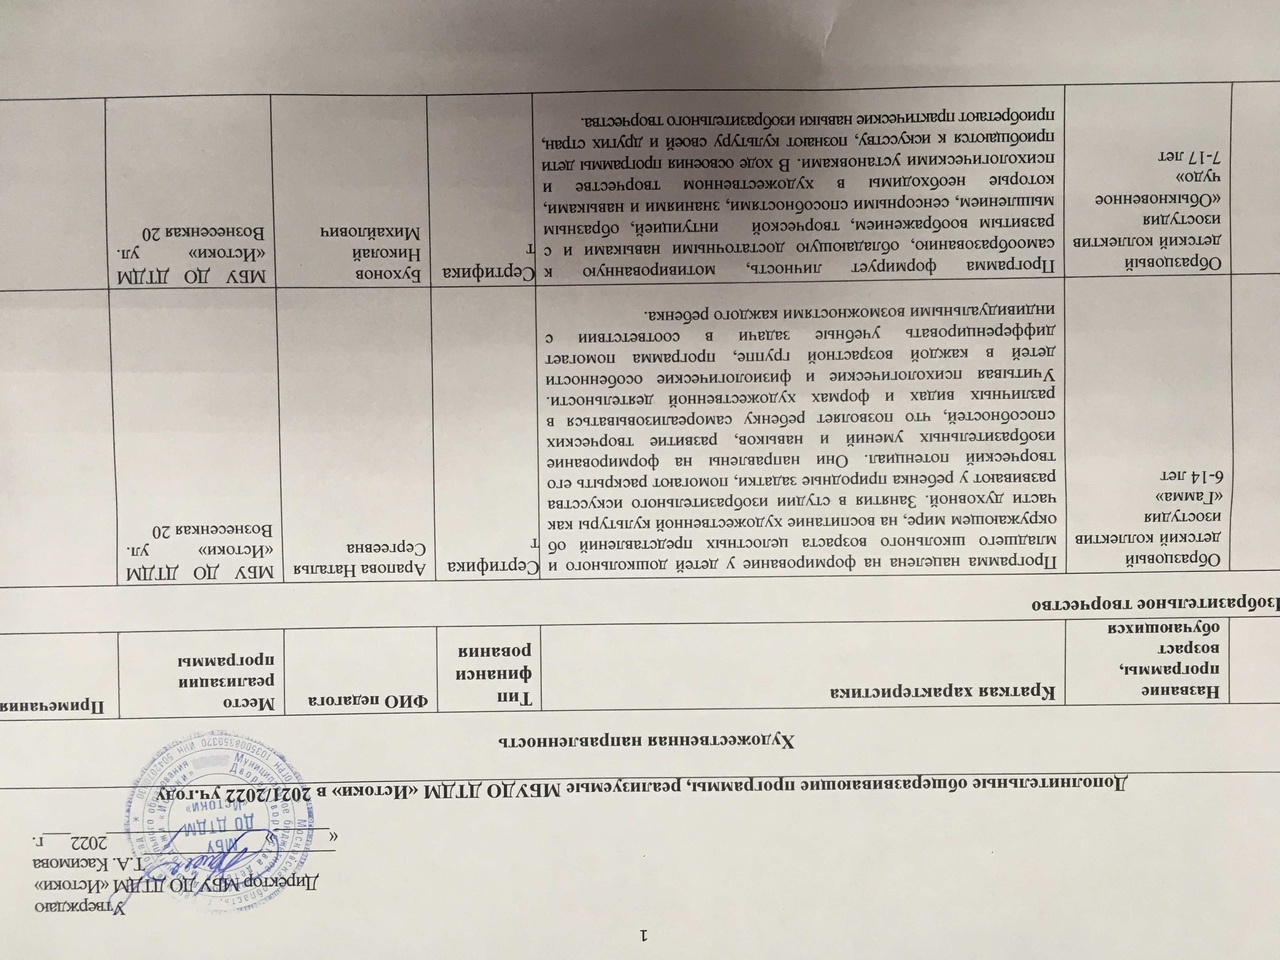 1
Утверждаю
Директор МБУ ДО ДТДМ «Истоки»
Т.А. Касимова
« » 2022 г.
МБУ
ДО ДТДМ
«ИСТОКИ»
Дополнительные общеразвивающие программы, реализуемые МБУДО ДТДМ «Истоки» в 2021/2022 уч.году
Художественная направленность
Название
программы,
возраст
обучающихся
Краткая характеристика
Тип
финанси
рования
ФИО педагога
Место
реализации
программы
Примечания
Изобразительное творчество
Образцовый
детский коллектив
изостудия
«Гамма»
6-14 лет
Программа нацелена на формирование у детей дошкольного и
младшего школьного возраста целостных представлений об
окружающем мире, на воспитание художественной культуры как
части духовной. Занятия в студии изобразительного искусства
развивают у ребенка природные задатки, помогают раскрыть его
творческий потенциал. Они направлены на формирование
изобразительных умений и навыков, развитие творческих
способностей, что позволяет ребенку самореализовываться в
различных видах и формах художественной деятельности.
Учитывая психологические и физиологические особенности
детей в каждой возрастной группе, программа помогает
дифференцировать учебные задачи в соответствии с
индивидуальными возможностями каждого ребенка.
Сертифика
т
Арапова Наталья
Сергеевна
МБУ ДО ДТДМ
«Истоки» ул.
Вознесенкая 20
Образцовый
детский коллектив
изостудия
«Обыкновенное
чудо»
7-17 лет
Программа формирует личность, мотивированную к
самообразованию, обладающую достаточными навыками и с
развитым воображением, творческой интуицией, образным
мышлением, сенсорными способностями, знаниями и навыками,
которые необходимы в художественном творчестве и
психологическими установками. В ходе освоения программы дети
приобщаются к искусству, познают культуру своей и других стран,
приобретают практические навыки изобразительного творчества.
Сертифика
т
Бухонов
Николай
Михайлович
МБУ ДО ДТДМ
«Истоки» ул.
Вознесенкая 20